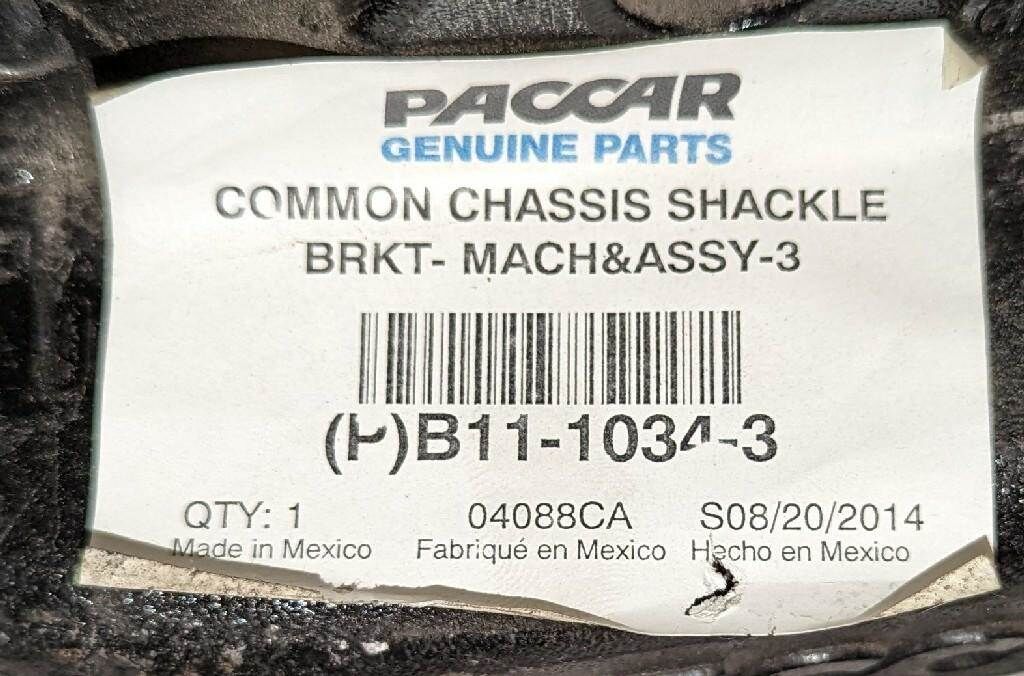 PACCAR
GENUINE PARTS
COMMON CHASSIS SHACKLE
BRKT- MACH&ASSY-3
(P)B11-1034-3
QTY: 1 04088CA S08/20/2014
Made in Mexico Fabriqué en Mexico Hecho en Mexico